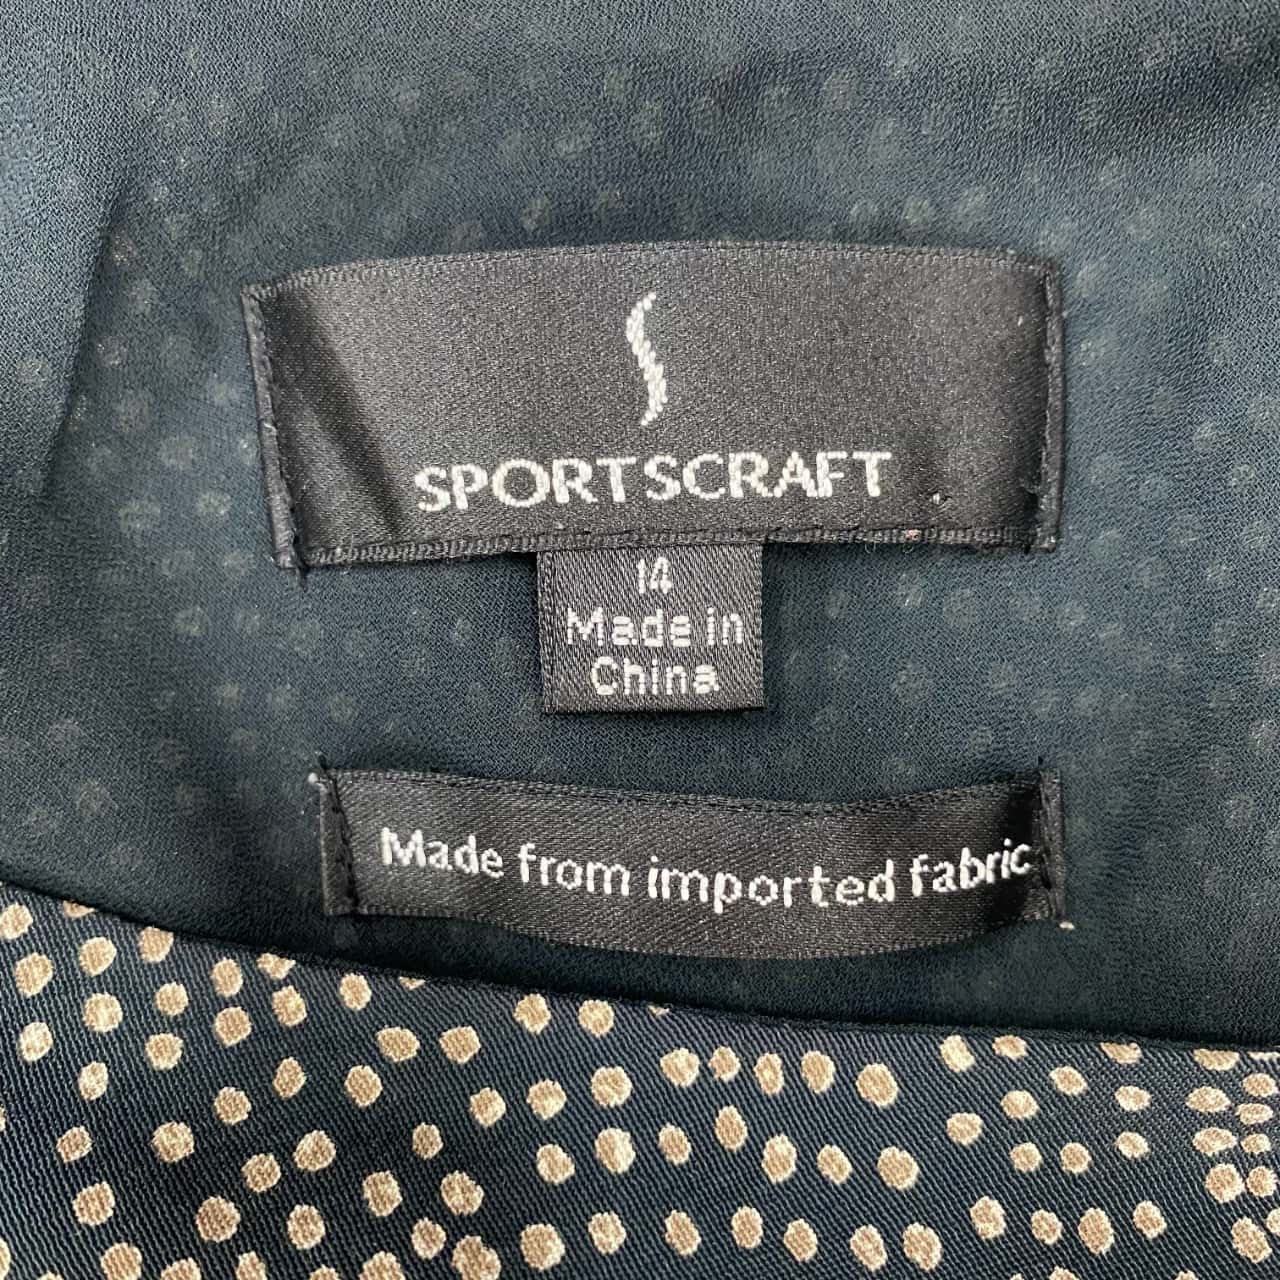 SPORTSCRAFT
14
Made in
China
Made from imported fabric